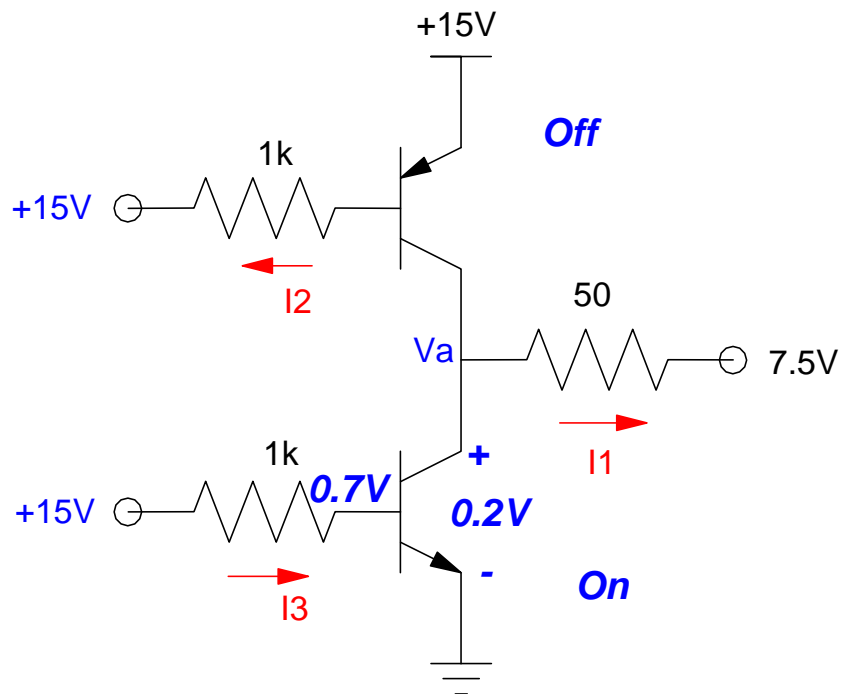 +15V
Off
1k
+15V
I2
50
Va
7.5V
I1
1k
0.7V
+
+15V
0.2V
I3
-
On